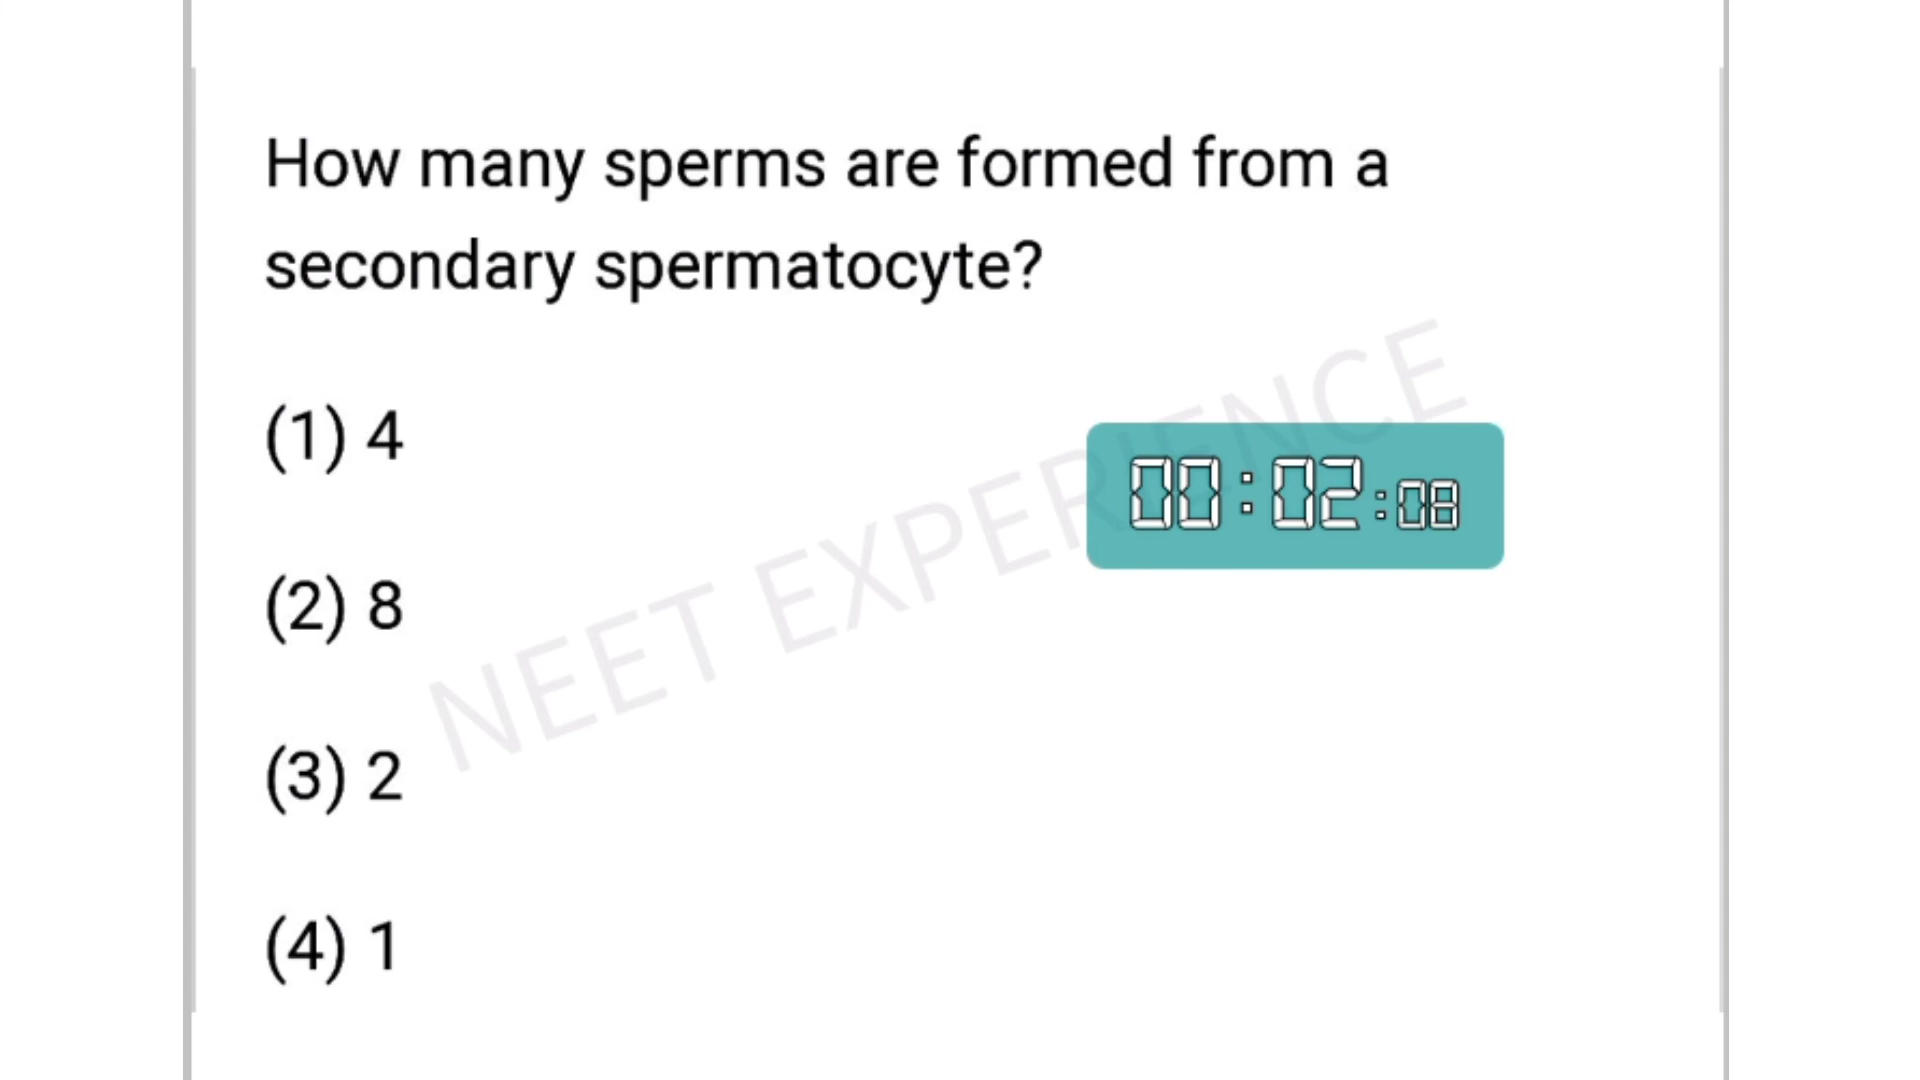 How many sperms are formed from a
secondary spermatocyte?
(1) 4
00:02:08
(2) 8
NEET EXPERIENCE
(3) 2
(4) 1